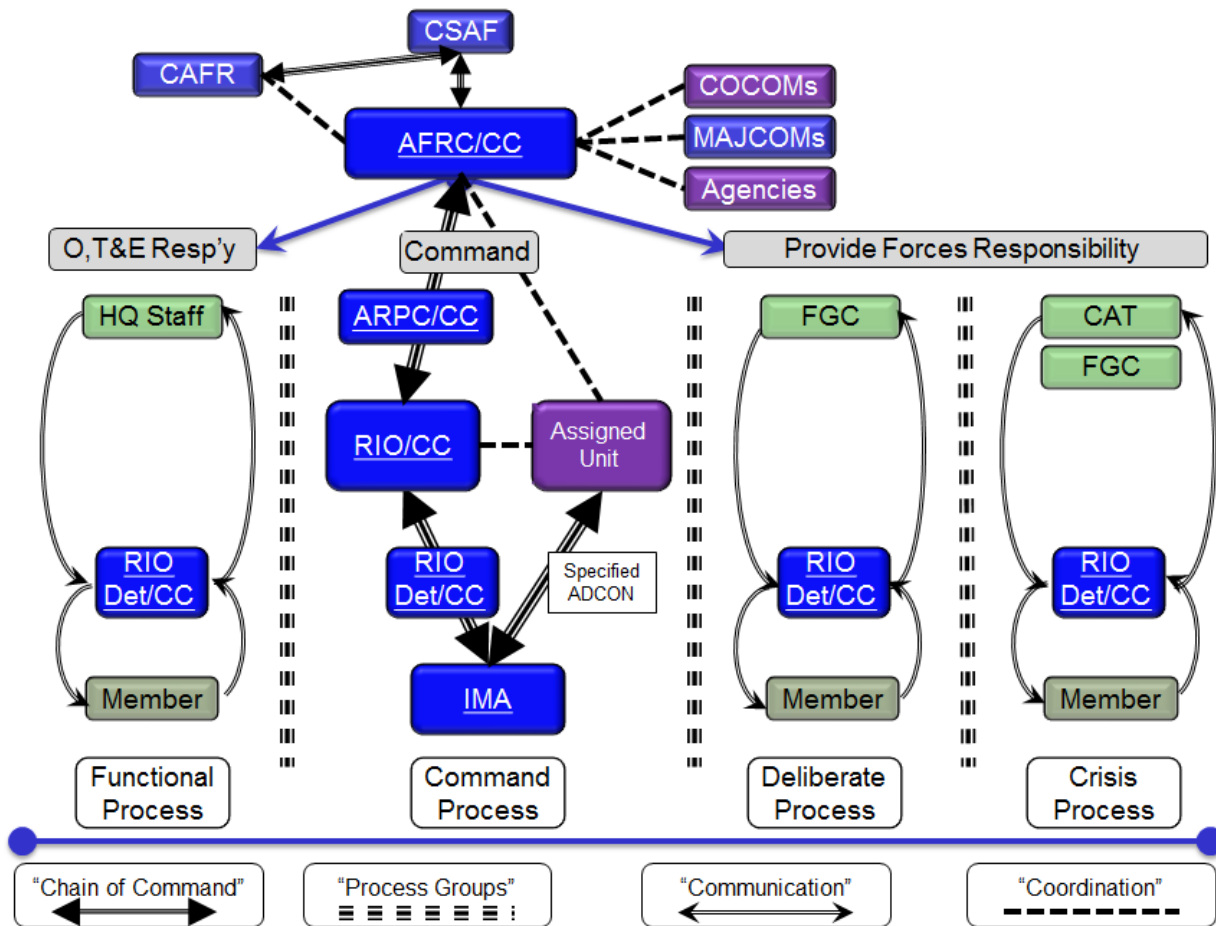 CSAF
CAFR
COCOMs
AFRC/CC
MAJCOMs
Agencies
O,T&E Resp’y
Command
Provide Forces Responsibility
HQ Staff
ARPC/CC
FGC
CAT
FGC
RIO/CC
Assigned
Unit
RIO
Det/CC
RIO
Det/CC
Specified
ADCON
RIO
Det/CC
RIO
Det/CC
Member
IMA
Member
Member
Functional
Process
Command
Process
Deliberate
Process
Crisis
Process
“Chain of Command”
“Process Groups”
“Communication”
“Coordination”